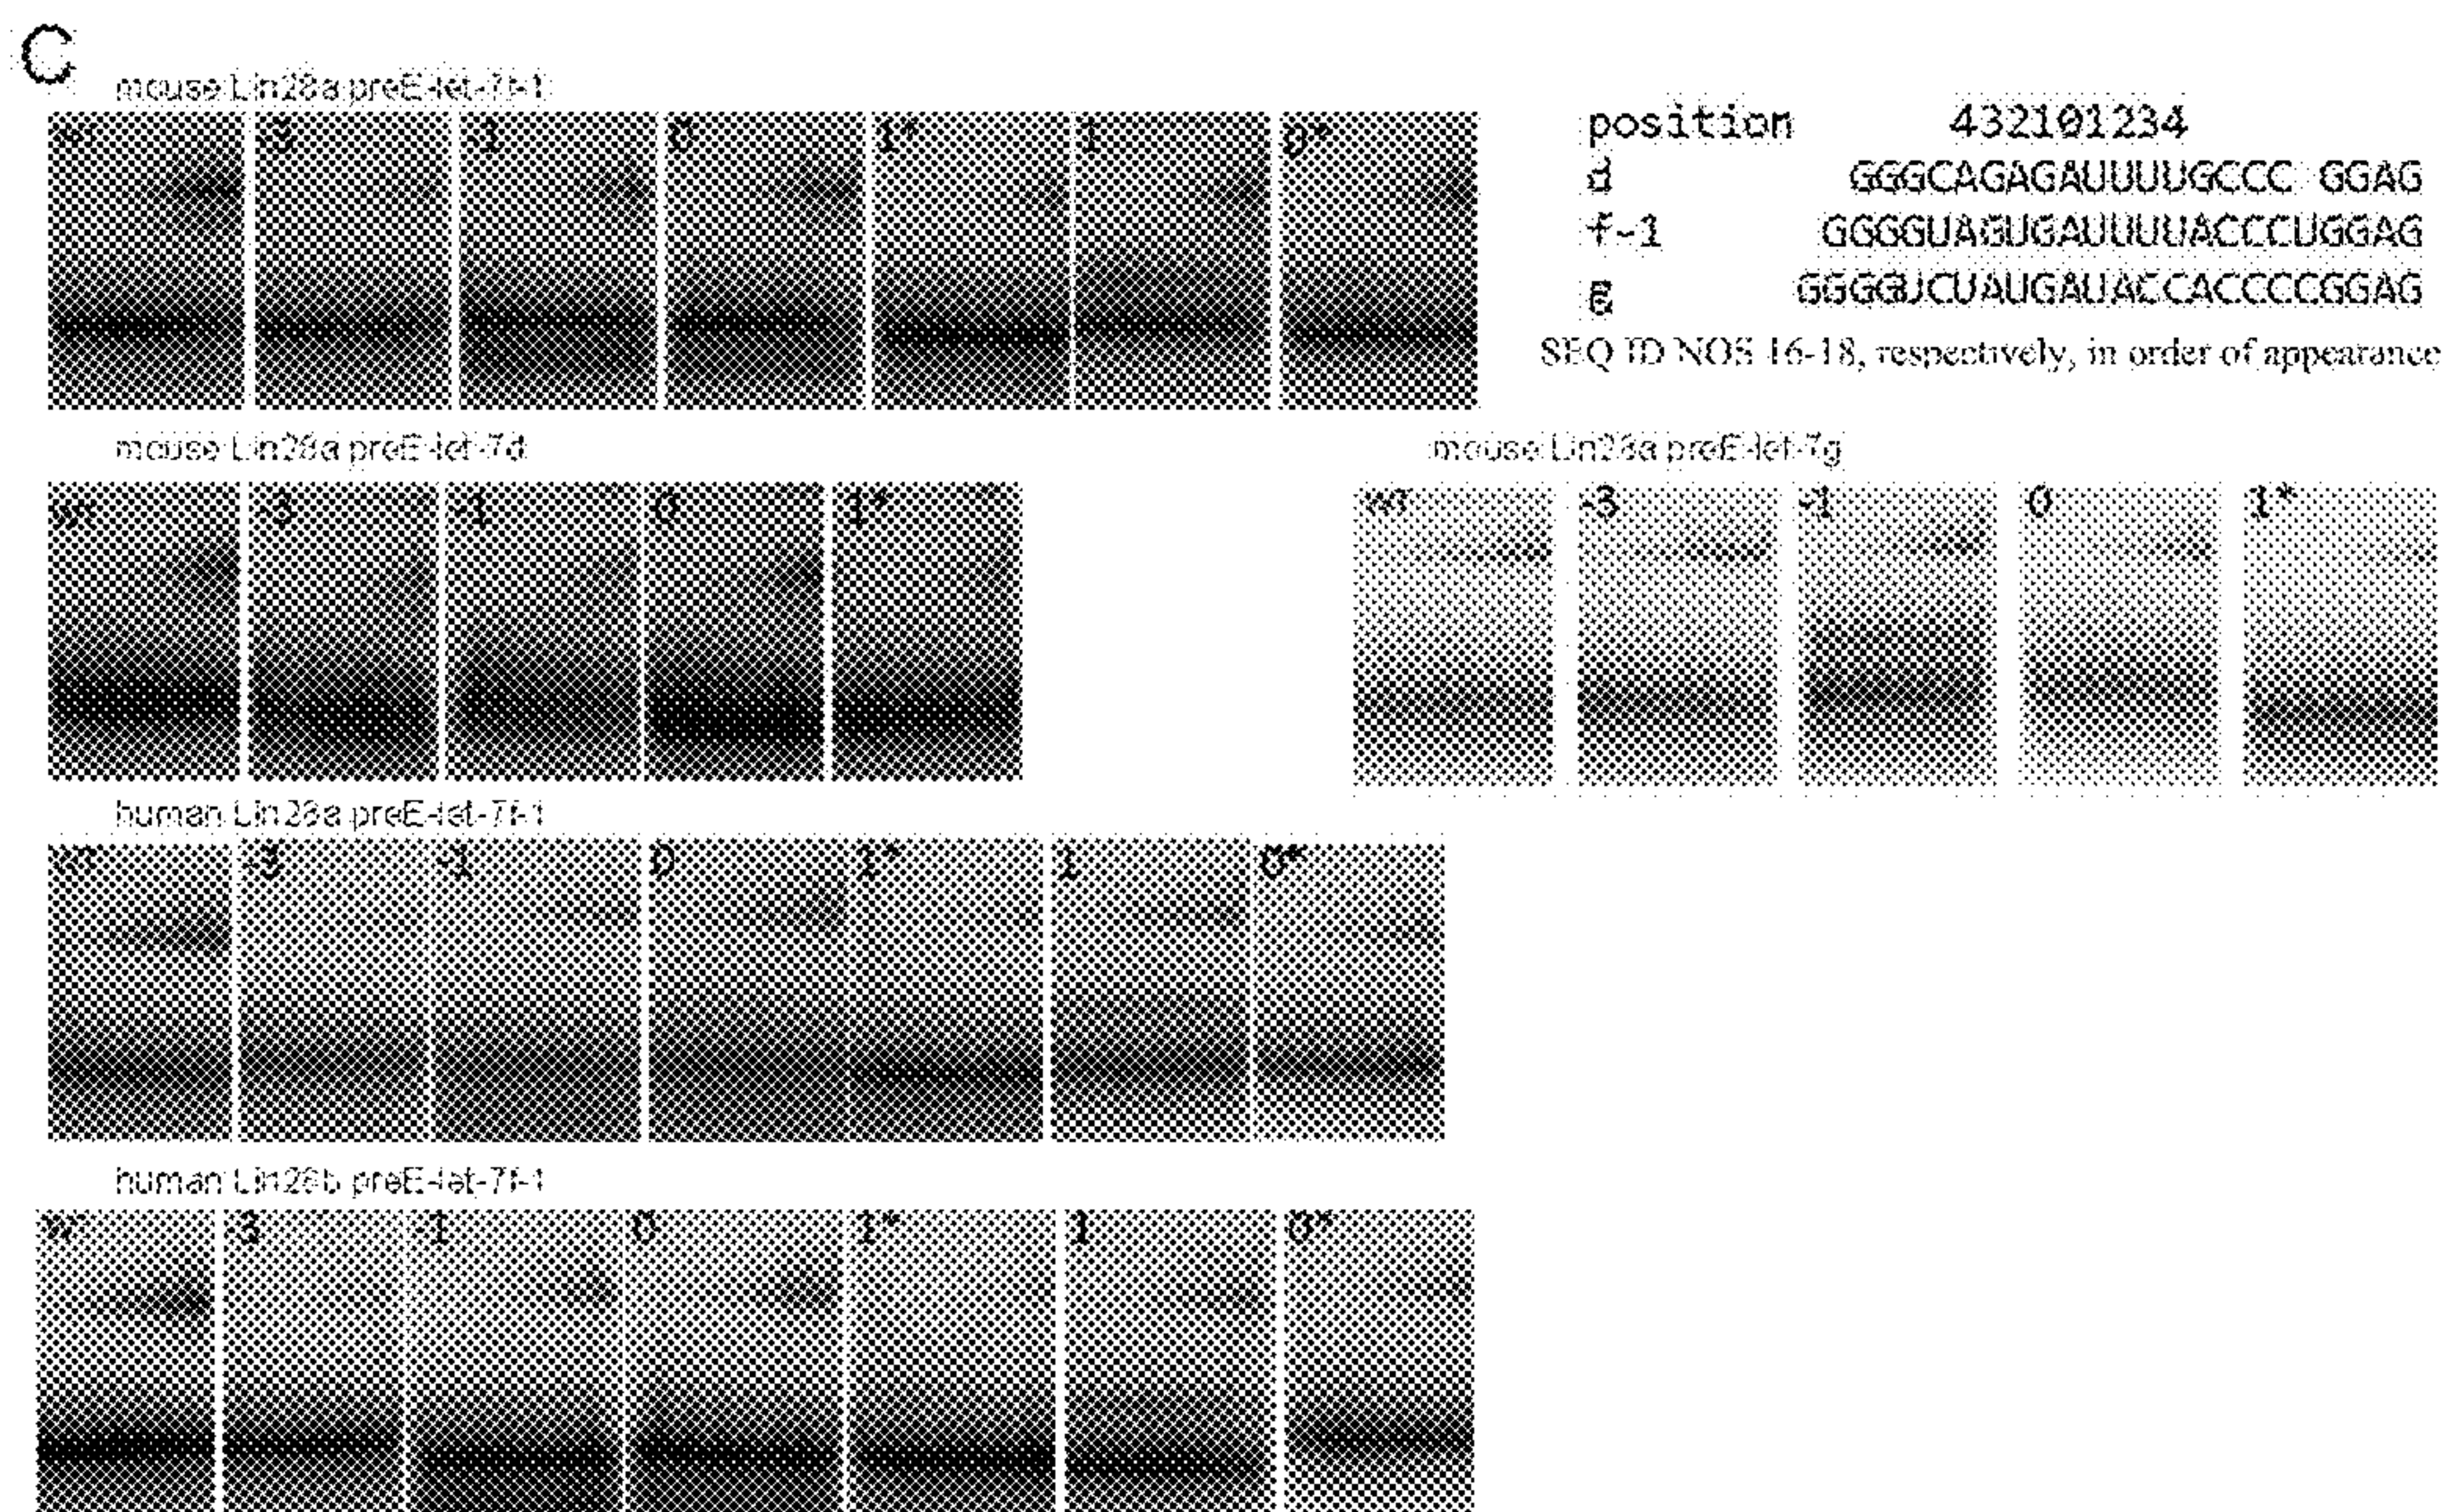 C
mouse Lin28a preE-let-7f-1
wt -3 -1 0 1* 1 0*
position 432101234
d GGGCAGAGAUUUUGCCC GGAG
f-1 GGGGUAGUGAUUUUACCCUGGAG
g GGGGUCUAUGAUACCACCCCGGAG
SEQ ID NOS 16-18, respectively, in order of appearance
mouse Lin28a preE-let-7d
wt -3 -1 0 1*
mouse Lin28a preE-let-7g
wt -3 -1 0 1*
human Lin28a preE-let-7f-1
wt -3 -1 0 1* 1 0*
human Lin28b preE-let-7f-1
-3 -1 0 1* 1 0*